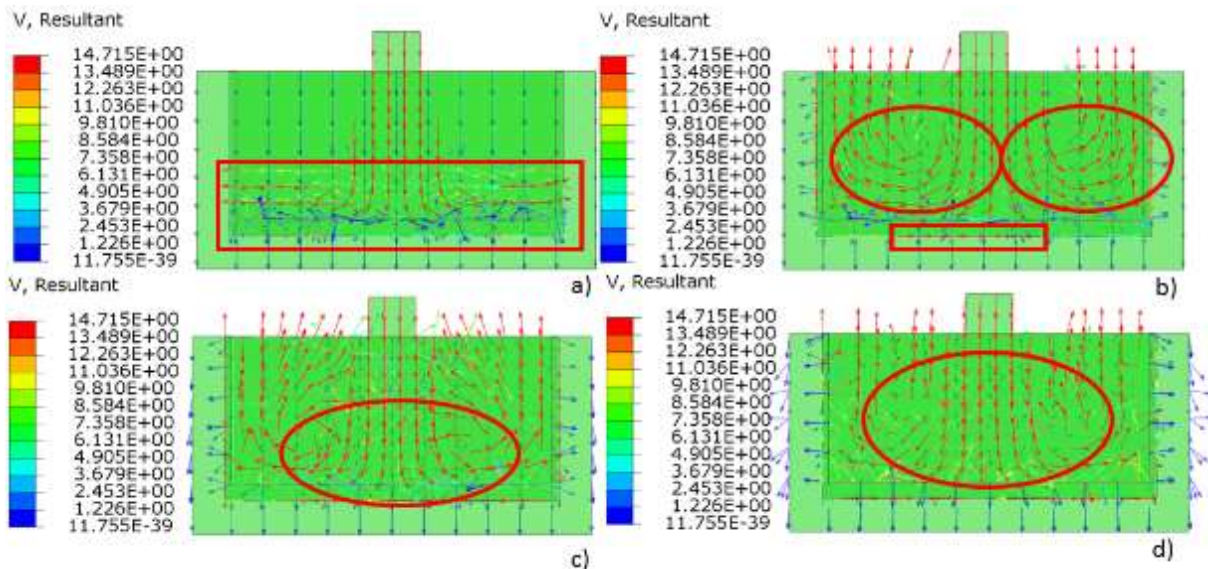 V, Resultant
14.715E+00
13.489E+00
12.263E+00
11.036E+00
9.810E+00
8.584E+00
7.358E+00
6.131E+00
4.905E+00
3.679E+00
2.453E+00
1.226E+00
11.755E-39
a)
V, Resultant
14.715E+00
13.489E+00
12.263E+00
11.036E+00
9.810E+00
8.584E+00
7.358E+00
6.131E+00
4.905E+00
3.679E+00
2.453E+00
1.226E+00
11.755E-39
b)
V, Resultant
14.715E+00
13.489E+00
12.263E+00
11.036E+00
9.810E+00
8.584E+00
7.358E+00
6.131E+00
4.905E+00
3.679E+00
2.453E+00
1.226E+00
11.755E-39
c)
V, Resultant
14.715E+00
13.489E+00
12.263E+00
11.036E+00
9.810E+00
8.584E+00
7.358E+00
6.131E+00
4.905E+00
3.679E+00
2.453E+00
1.226E+00
11.755E-39
d)